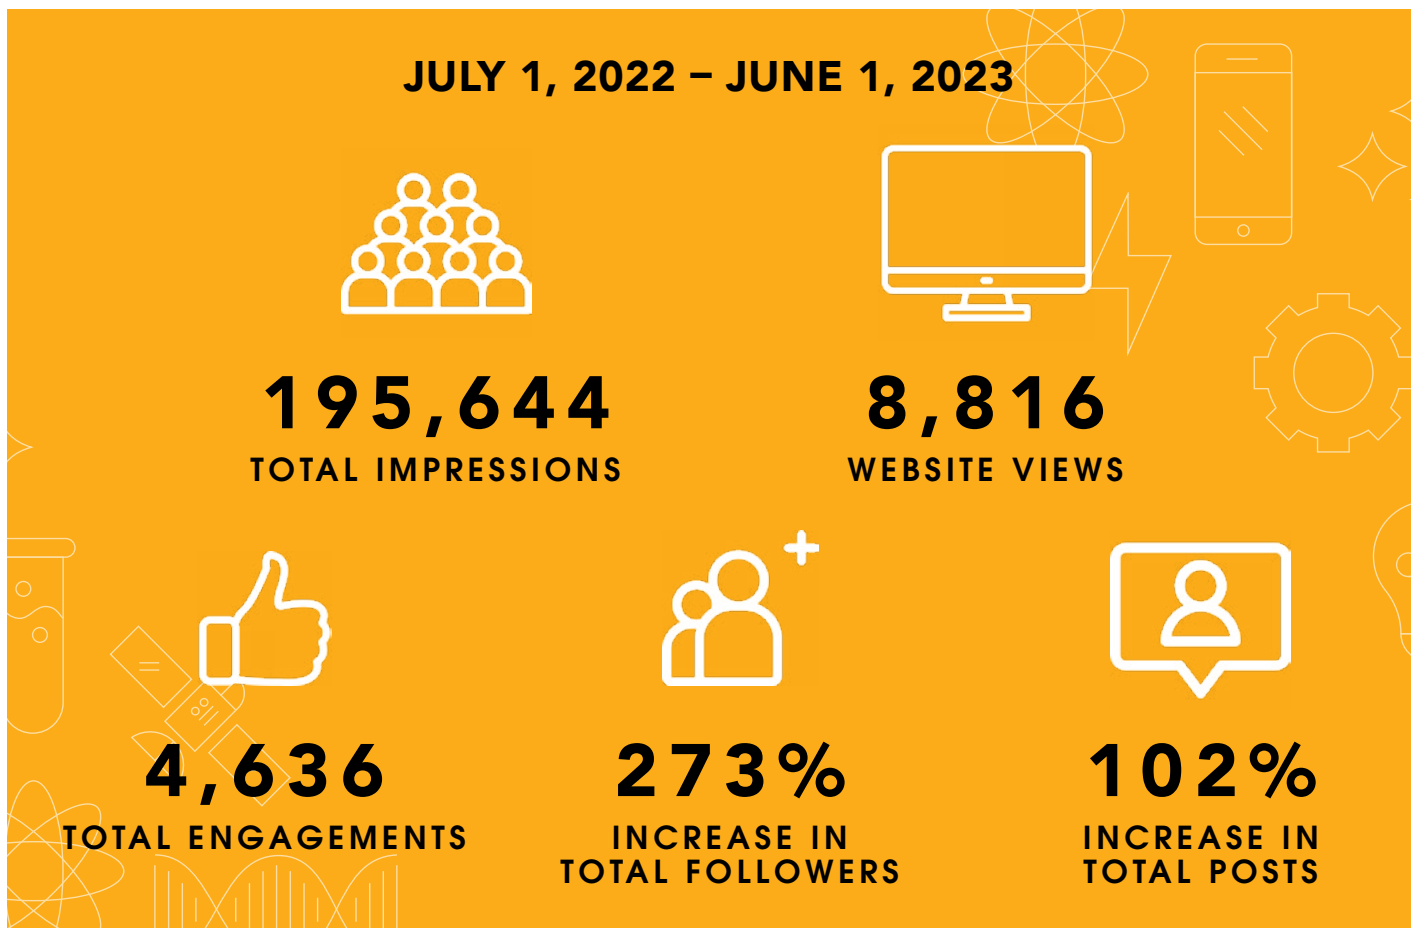 JULY 1, 2022 – JUNE 1, 2023
195,644
TOTAL IMPRESSIONS
8,816
WEBSITE VIEWS
4,636
TOTAL ENGAGEMENTS
273%
INCREASE IN
TOTAL FOLLOWERS
102%
INCREASE IN
TOTAL POSTS